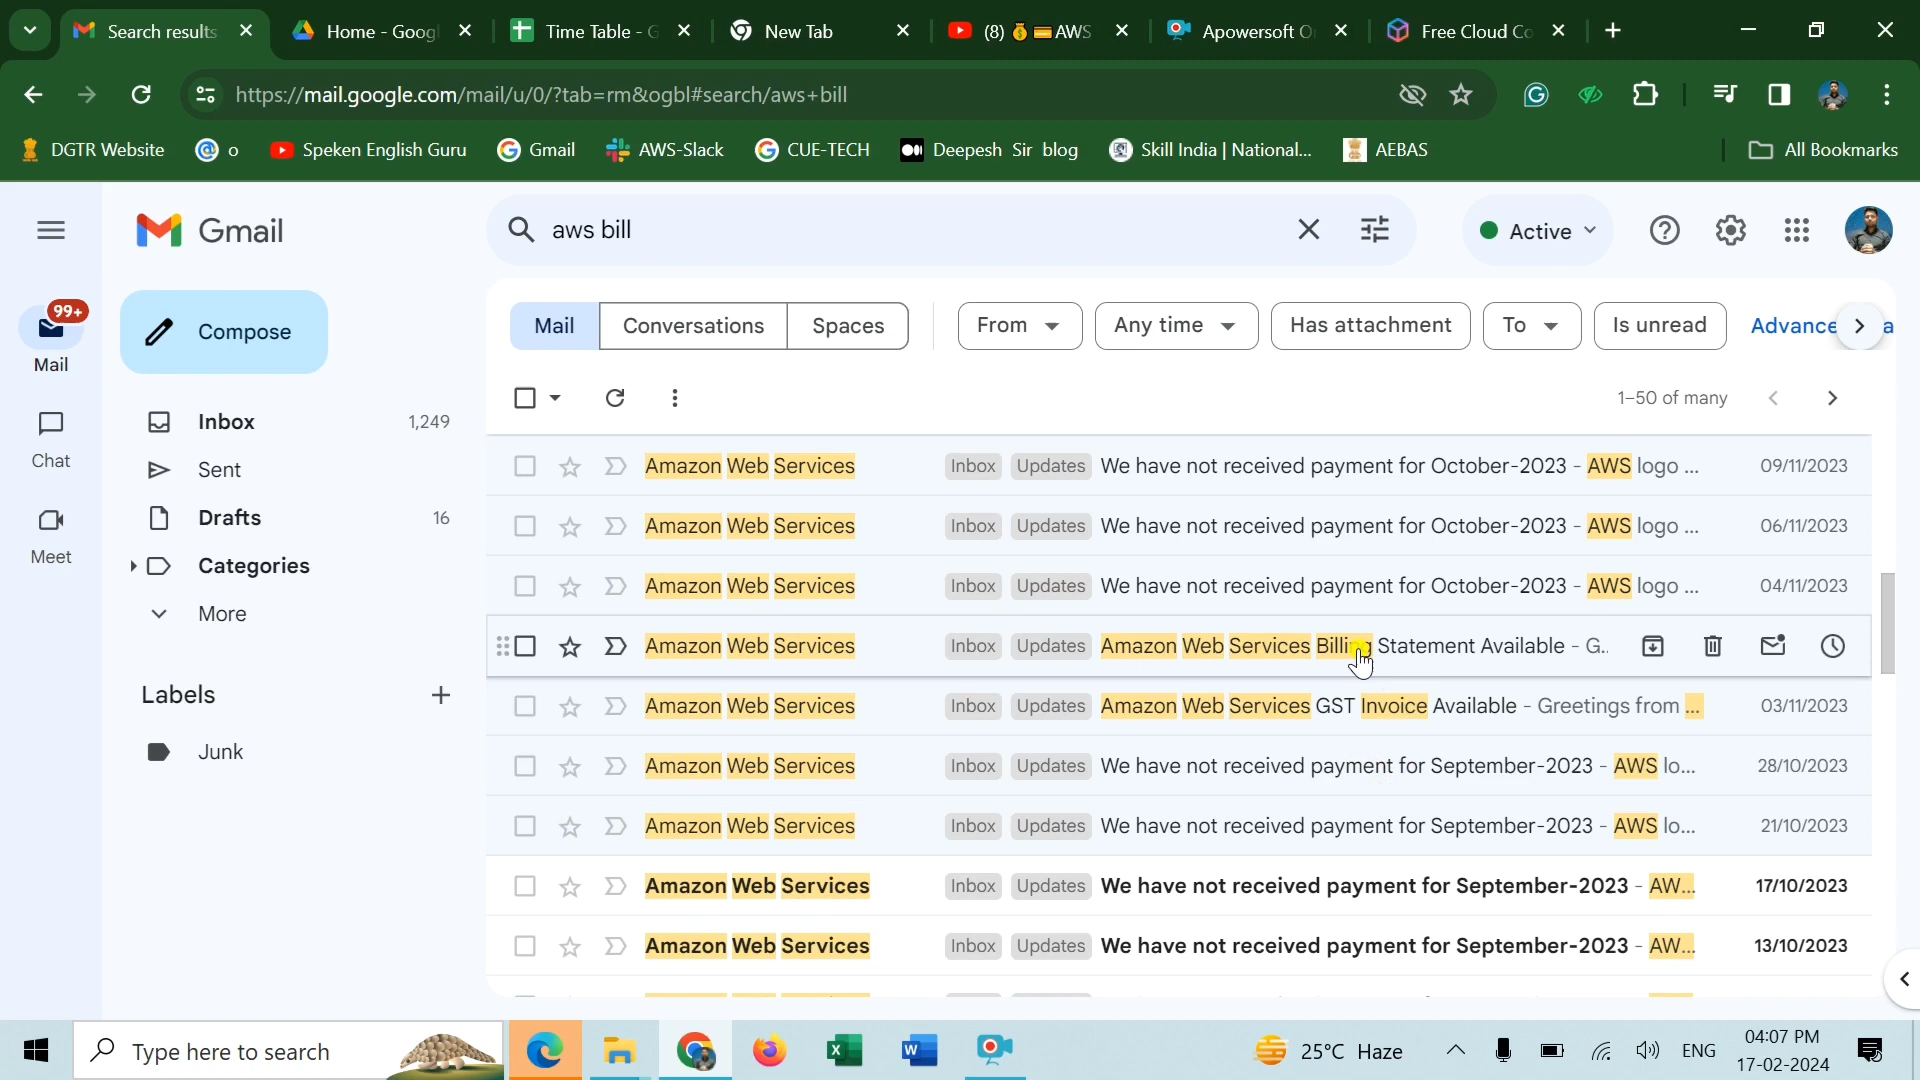 Search results
Home - Goog
Time Table - G
New Tab
(8) 💰💳AWS
Apowersoft O
Free Cloud Co
https://mail.google.com/mail/u/0/?tab=rm&ogbl#search/aws+bill
DGTR Website
o
Speken English Guru
Gmail
AWS-Slack
CUE-TECH
Deepesh Sir blog
Skill India | National...
AEBAS
All Bookmarks
Gmail
aws bill
Active
99+
Mail
Chat
Meet
Compose
Inbox 1,249
Sent
Drafts 16
Categories
More
Labels
Junk
Mail Conversations Spaces From Any time Has attachment To Is unread Advance
1–50 of many
Amazon Web Services Inbox Updates We have not received payment for October-2023 - AWS logo ... 09/11/2023
Amazon Web Services Inbox Updates We have not received payment for October-2023 - AWS logo ... 06/11/2023
Amazon Web Services Inbox Updates We have not received payment for October-2023 - AWS logo ... 04/11/2023
Amazon Web Services Inbox Updates Amazon Web Services Billing Statement Available - G..
Amazon Web Services Inbox Updates Amazon Web Services GST Invoice Available - Greetings from ... 03/11/2023
Amazon Web Services Inbox Updates We have not received payment for September-2023 - AWS lo... 28/10/2023
Amazon Web Services Inbox Updates We have not received payment for September-2023 - AWS lo... 21/10/2023
Amazon Web Services Inbox Updates We have not received payment for September-2023 - AW... 17/10/2023
Amazon Web Services Inbox Updates We have not received payment for September-2023 - AW... 13/10/2023
Type here to search
25°C Haze
ENG
04:07 PM
17-02-2024